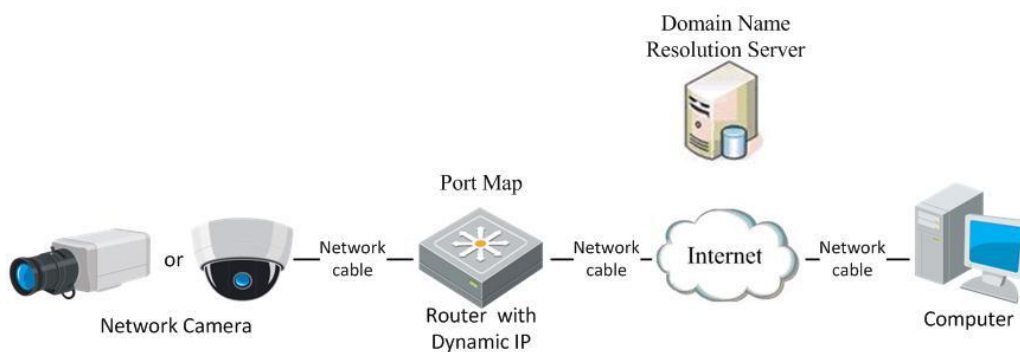 Domain Name
Resolution Server
Port Map
or
Network
cable
Network
cable
Internet
Network
cable
Network Camera
Router with
Dynamic IP
Computer